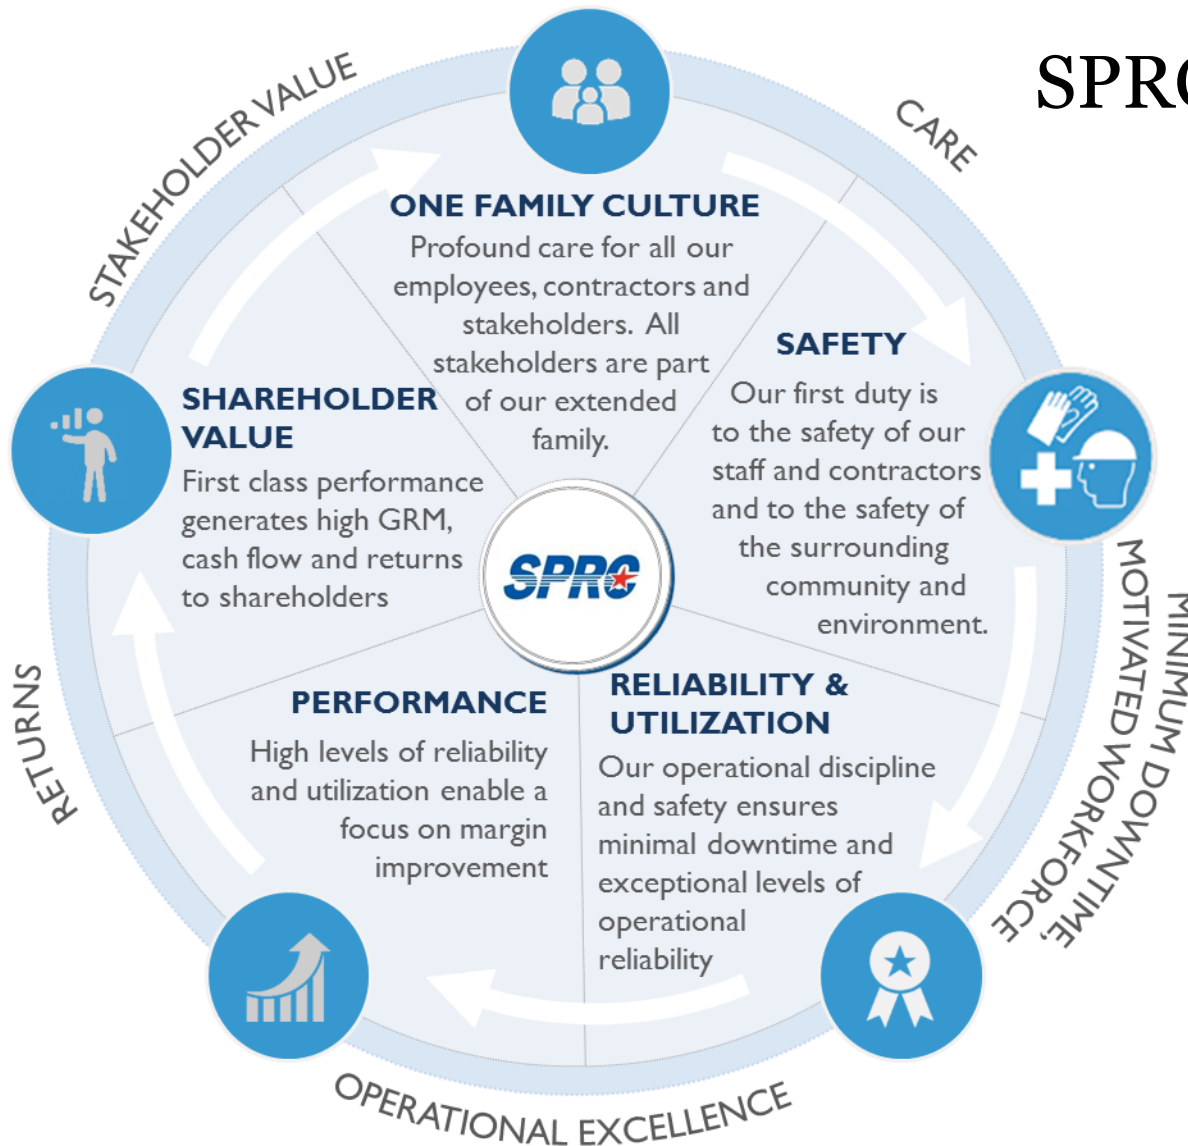 SPRC
STAKEHOLDER VALUE
CARE
ONE FAMILY CULTURE
Profound care for all our
employees, contractors and
stakeholders. All
stakeholders are part
of our extended
family.
SAFETY
Our first duty is
to the safety of our
staff and contractors
and to the safety of
the surrounding
community and
environment.
SHAREHOLDER
VALUE
First class performance
generates high GRM,
cash flow and returns
to shareholders
SPRC
MINIMUM DOWNTIME,
MOTIVATED WORKFORCE
RELIABILITY &
UTILIZATION
Our operational discipline
and safety ensures
minimal downtime and
exceptional levels of
operational
reliability
PERFORMANCE
High levels of reliability
and utilization enable a
focus on margin
improvement
RETURNS
OPERATIONAL EXCELLENCE